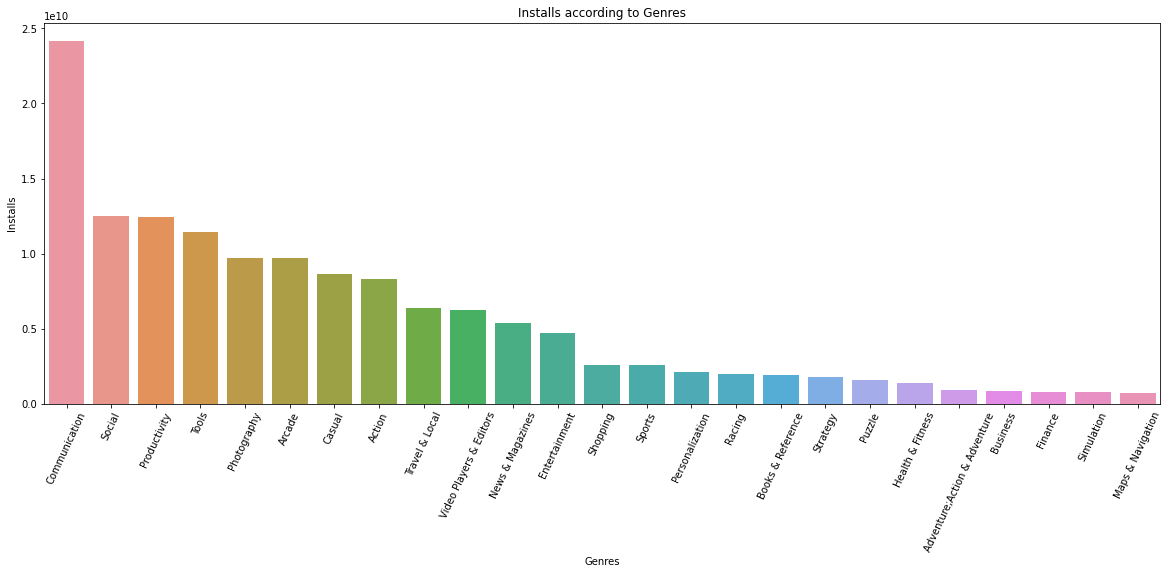 Installs according to Genres
1e10
2.5
2.0
1.5
1.0
0.5
0.0
Installs
Communication
Social
Productivity
Tools
Photography
Arcade
Casual
Action
Travel & Local
Video Players & Editors
News & Magazines
Entertainment
Shopping
Sports
Personalization
Racing
Books & Reference
Strategy
Puzzle
Health & Fitness
Adventure;Action & Adventure
Business
Finance
Simulation
Maps & Navigation
Genres